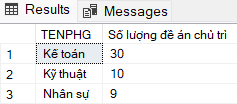 Results Messages
TENPHG Số lượng đề án chủ trì
1 Kế toán 30
2 Kỹ thuật 10
3 Nhân sự 9